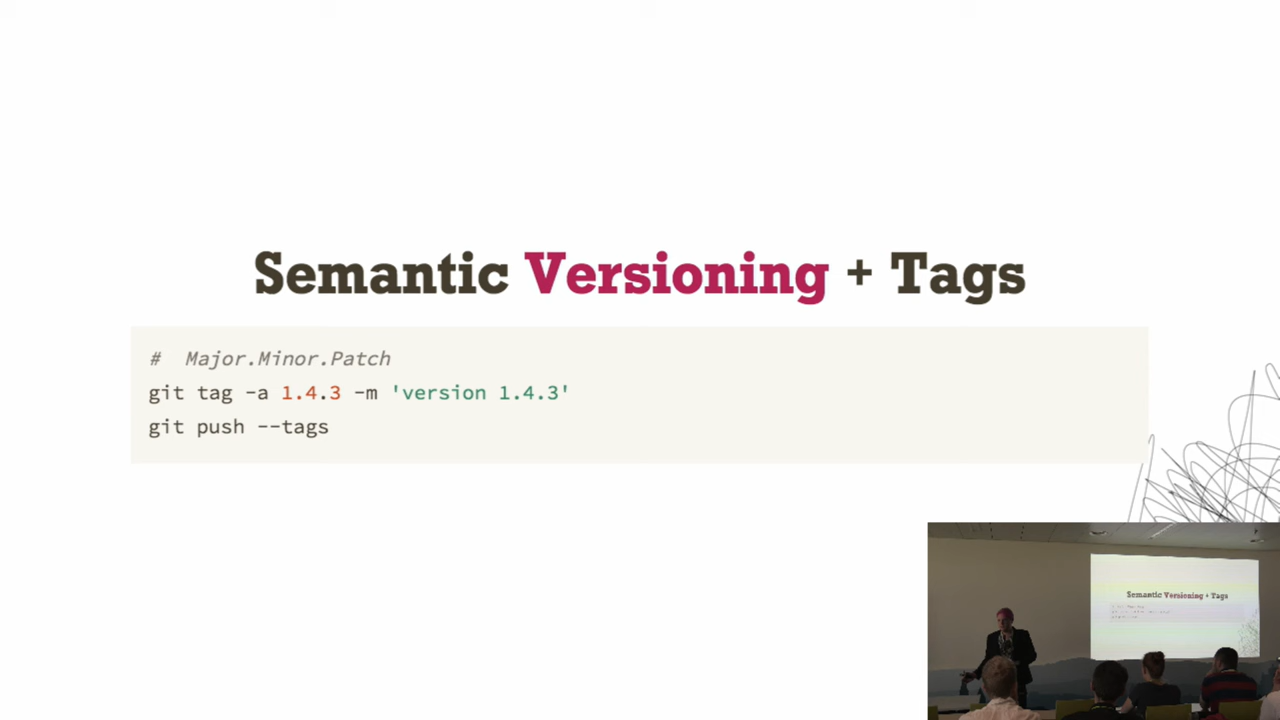 Semantic Versioning + Tags
#  Major.Minor.Patch
git tag -a 1.4.3 -m 'version 1.4.3'
git push --tags
Semantic Versioning + Tags